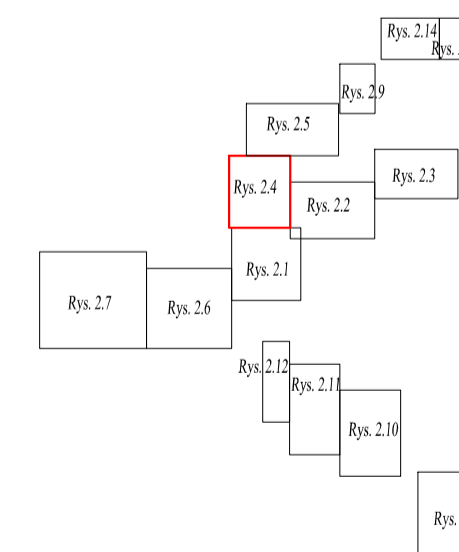 Rys. 2.14
Rys.
Rys. 2.9
Rys. 2.5
Rys. 2.3
Rys. 2.4
Rys. 2.2
Rys. 2.1
Rys. 2.7
Rys. 2.6
Rys. 2.12
Rys. 2.11
Rys. 2.10
Rys.